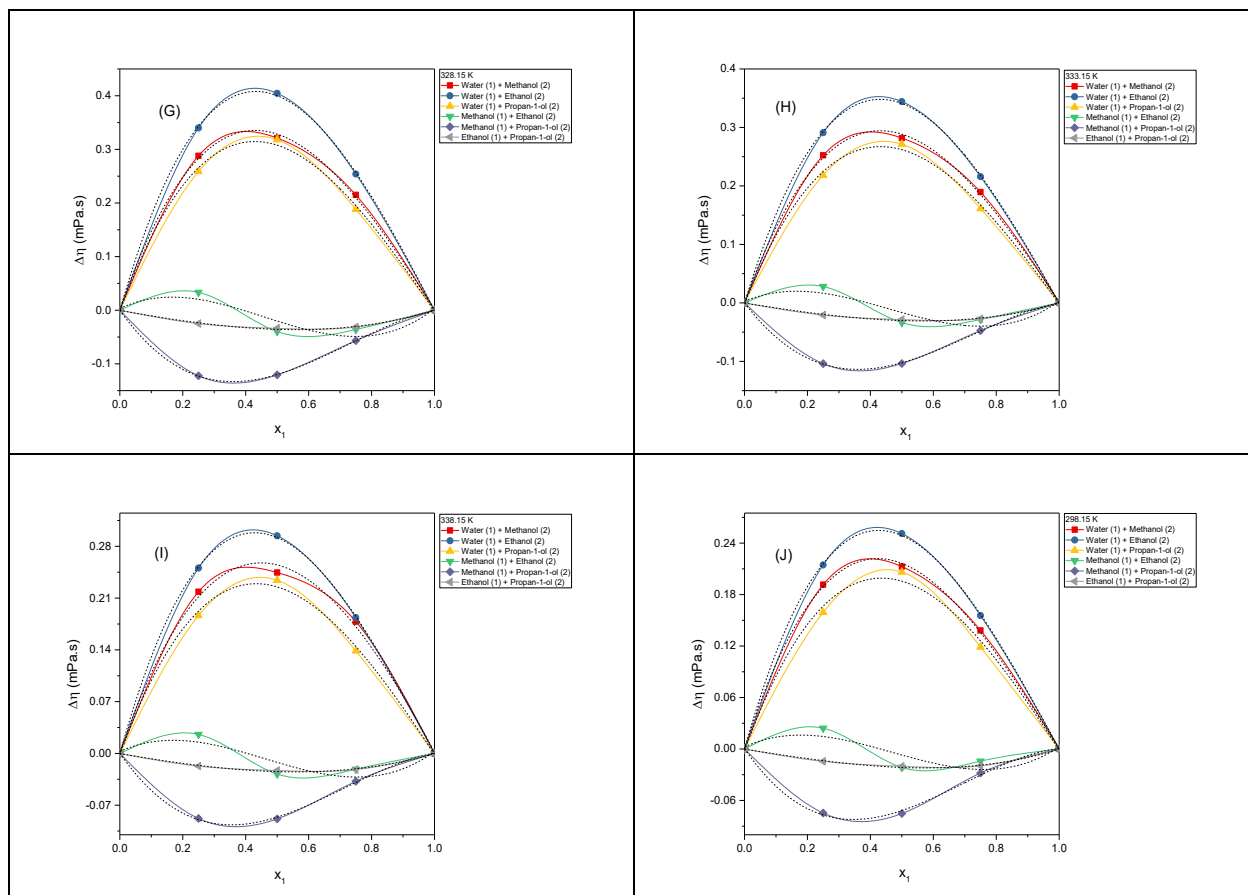 328.15 K
Water (1) + Methanol (2)
Water (1) + Ethanol (2)
Water (1) + Propan-1-ol (2)
Methanol (1) + Ethanol (2)
Methanol (1) + Propan-1-ol (2)
Ethanol (1) + Propan-1-ol (2)
(G)
0.4
0.3
0.2
0.1
0.0
-0.1
Δη (mPa.s)
0.0 0.2 0.4 0.6 0.8 1.0
x1
333.15 K
Water (1) + Methanol (2)
Water (1) + Ethanol (2)
Water (1) + Propan-1-ol (2)
Methanol (1) + Ethanol (2)
Methanol (1) + Propan-1-ol (2)
Ethanol (1) + Propan-1-ol (2)
(H)
0.4
0.3
0.2
0.1
0.0
-0.1
Δη (mPa.s)
0.0 0.2 0.4 0.6 0.8 1.0
x1
338.15 K
Water (1) + Methanol (2)
Water (1) + Ethanol (2)
Water (1) + Propan-1-ol (2)
Methanol (1) + Ethanol (2)
Methanol (1) + Propan-1-ol (2)
Ethanol (1) + Propan-1-ol (2)
(I)
0.28
0.21
0.14
0.07
0.00
-0.07
Δη (mPa.s)
0.0 0.2 0.4 0.6 0.8 1.0
x1
298.15 K
Water (1) + Methanol (2)
Water (1) + Ethanol (2)
Water (1) + Propan-1-ol (2)
Methanol (1) + Ethanol (2)
Methanol (1) + Propan-1-ol (2)
Ethanol (1) + Propan-1-ol (2)
(J)
0.24
0.18
0.12
0.06
0.00
-0.06
Δη (mPa.s)
0.0 0.2 0.4 0.6 0.8 1.0
x1